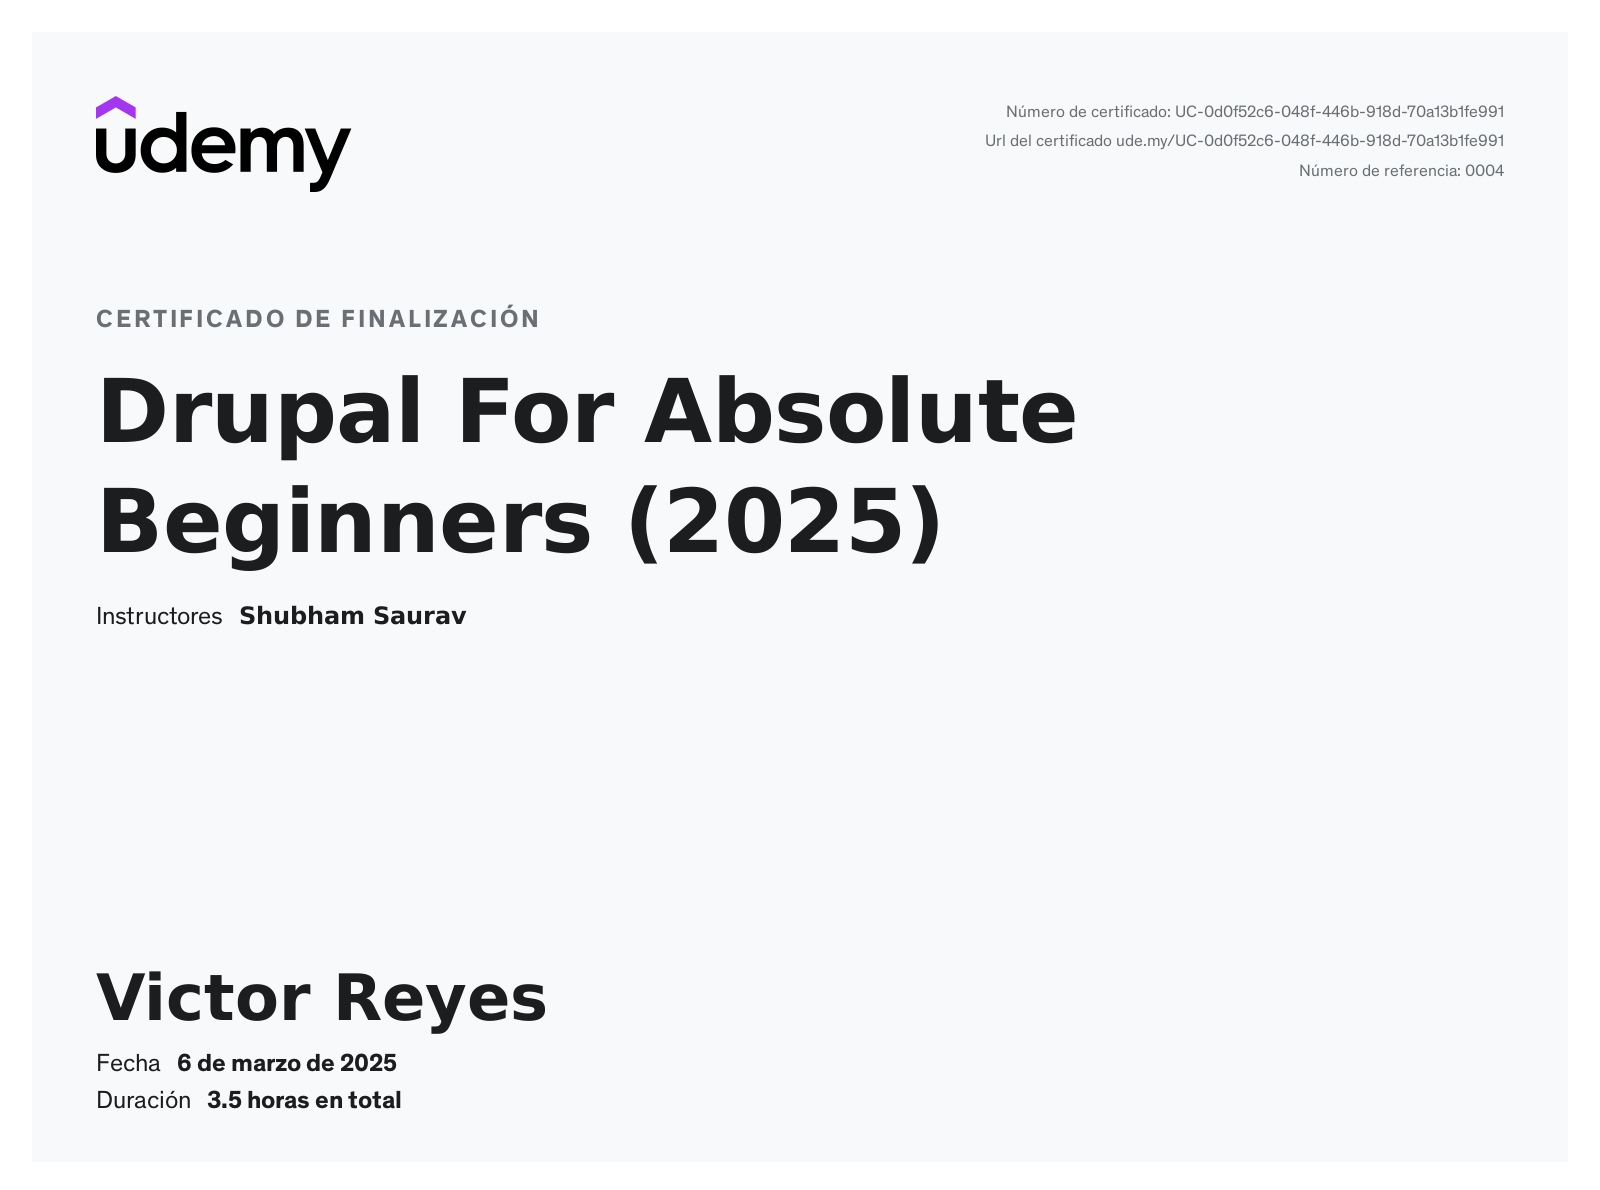 udemy
Número de certificado: UC-0d0f52c6-048f-446b-918d-70a13b1fe991
Url del certificado ude.my/UC-0d0f52c6-048f-446b-918d-70a13b1fe991
Número de referencia: 0004
CERTIFICADO DE FINALIZACIÓN
Drupal For Absolute
Beginners (2025)
Instructores Shubham Saurav
Victor Reyes
Fecha 6 de marzo de 2025
Duración 3.5 horas en total